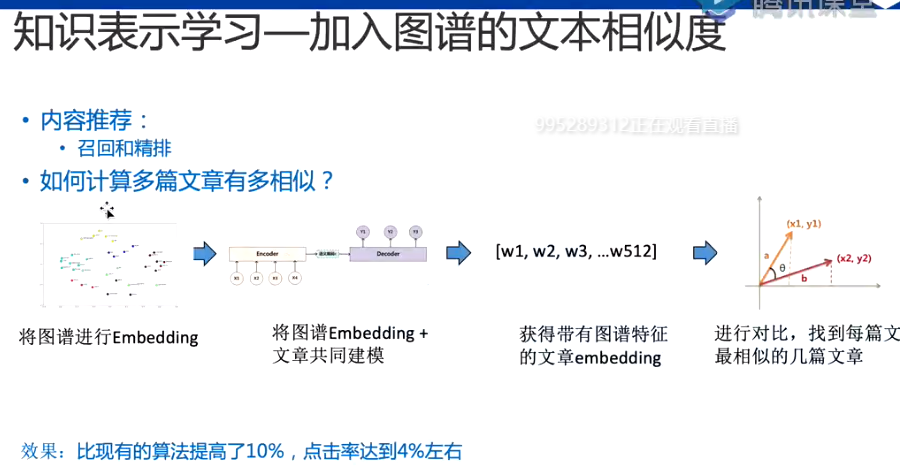 腾讯课堂
知识表示学习—加入图谱的文本相似度
995289312正在观看直播
• 内容推荐：
• 召回和精排
• 如何计算多篇文章有多相似？
Y1 Y2 Y3
Encoder
Decoder
X1 X2 X3 X4
[w1, w2, w3, ...w512]
(x1, y1)
(x2, y2)
a
θ
b
将图谱进行Embedding
将图谱Embedding +
文章共同建模
获得带有图谱特征
的文章embedding
进行对比，找到每篇文
最相似的几篇文章
效果：比现有的算法提高了10%，点击率达到4%左右